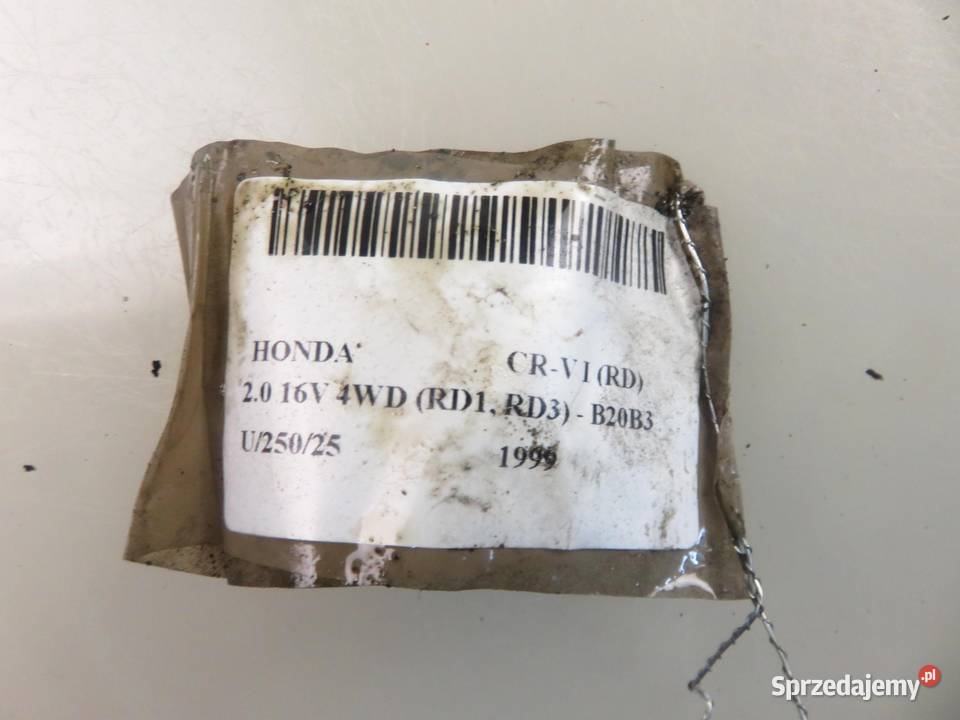 HONDA CR-V I (RD)
2.0 16V 4WD (RD1, RD3) - B20B3
U/250/25 1999
Sprzedajemy.pl